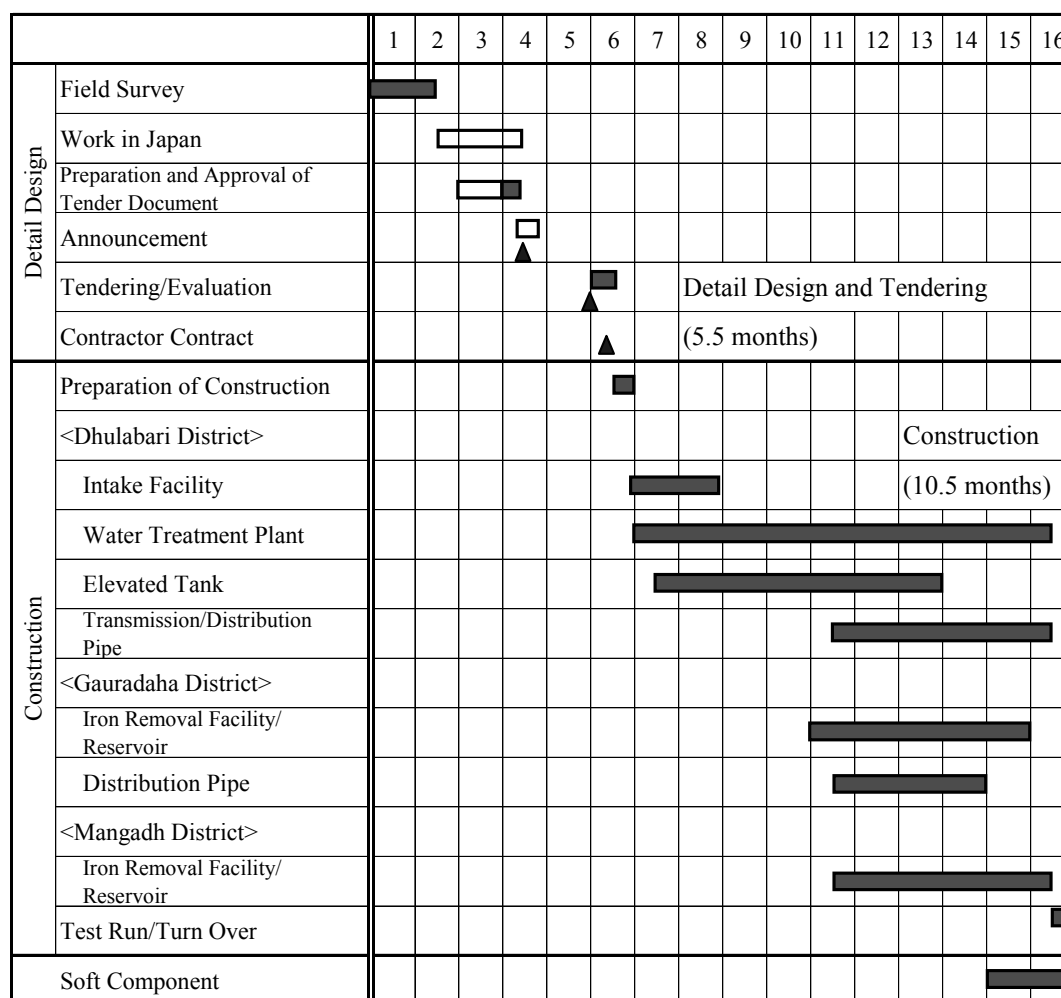 1 2 3 4 5 6 7 8 9 10 11 12 13 14 15 16
Detail Design
Field Survey
Work in Japan
Preparation and Approval of
Tender Document
Announcement
Tendering/Evaluation
Detail Design and Tendering
Contractor Contract
(5.5 months)
Construction
Preparation of Construction
<Dhulabari District>
Construction
Intake Facility
(10.5 months)
Water Treatment Plant
Elevated Tank
Transmission/Distribution
Pipe
<Gauradaha District>
Iron Removal Facility/
Reservoir
Distribution Pipe
<Mangadh District>
Iron Removal Facility/
Reservoir
Test Run/Turn Over
Soft Component